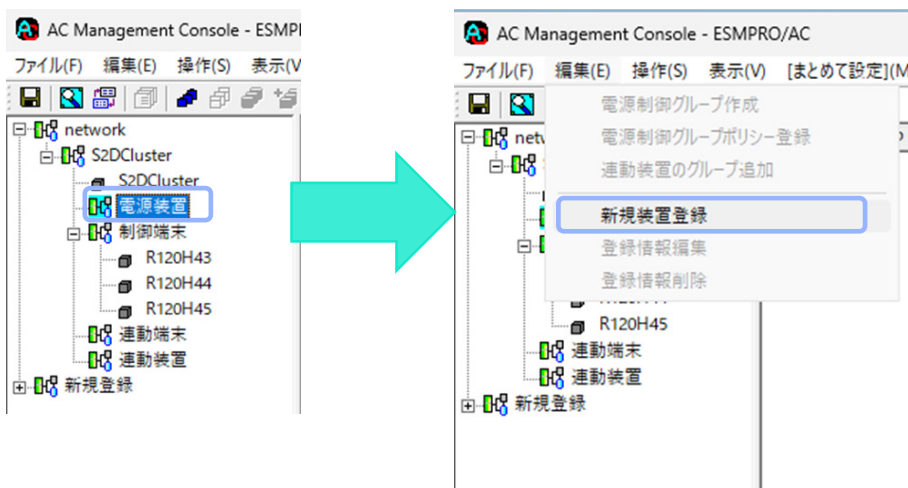 AC Management Console - ESMP
ファイル(F) 編集(E) 操作(S) 表示(V
network
S2DCluster
S2DCluster
電源装置
制御端末
R120H43
R120H44
R120H45
連動端末
連動装置
新規登録
AC Management Console - ESMPRO/AC
ファイル(F) 編集(E) 操作(S) 表示(V) [まとめて設定](M
電源制御グループ作成
電源制御グループポリシー登録
連動装置のグループ追加
新規装置登録
登録情報編集
登録情報削除
netw
R120H45
連動端末
連動装置
新規登録